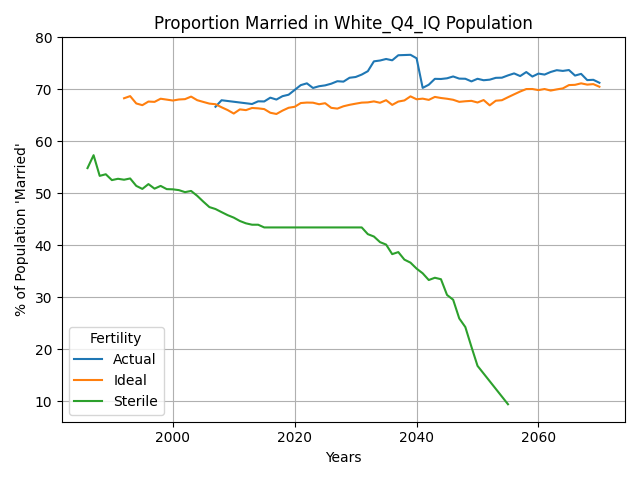 Proportion Married in White_Q4_IQ Population
% of Population 'Married'
80
70
60
50
40
30
20
10
Fertility
Actual
Ideal
Sterile
2000 2020 2040 2060
Years